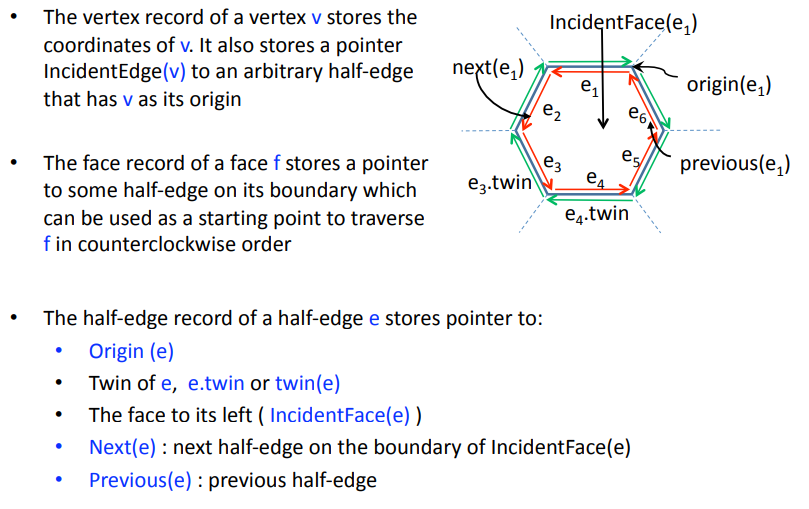 • The vertex record of a vertex v stores the
coordinates of v. It also stores a pointer
IncidentEdge(v) to an arbitrary half-edge
that has v as its origin
• The face record of a face f stores a pointer
to some half-edge on its boundary which
can be used as a starting point to traverse
f in counterclockwise order
IncidentFace(e₁)
next(e₁)
origin(e₁)
e₁
e₂
e₆
e₃
e₅
previous(e₁)
e₄
e₃.twin
e₄.twin
• The half-edge record of a half-edge e stores pointer to:
• Origin (e)
• Twin of e, e.twin or twin(e)
• The face to its left ( IncidentFace(e) )
• Next(e) : next half-edge on the boundary of IncidentFace(e)
• Previous(e) : previous half-edge